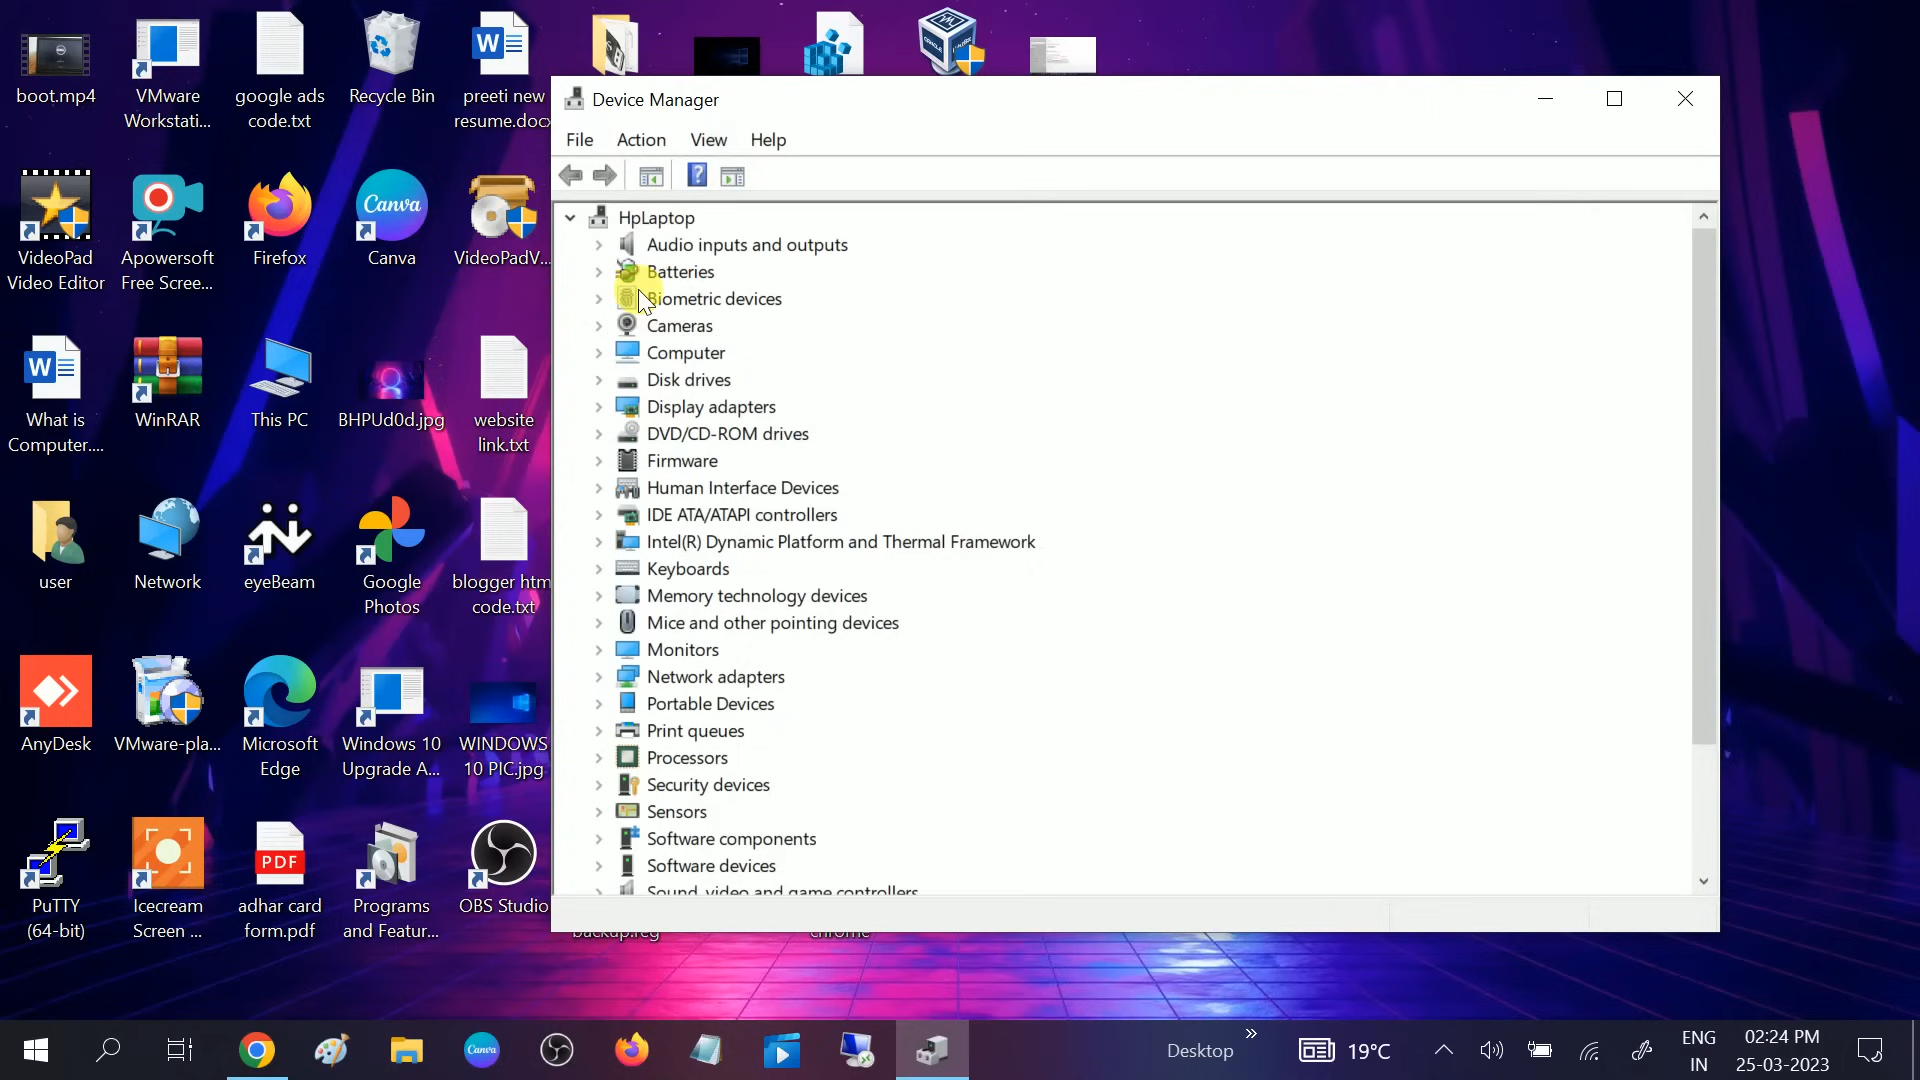 boot.mp4
VMware
Workstati...
google ads
code.txt
Recycle Bin
preeti new
resume.docx
VideoPad
Video Editor
Apowersoft
Free Scree...
Firefox
Canva
Canva
VideoPadV...
What is
Computer....
WinRAR
This PC
BHPUd0d.jpg
website
link.txt
user
Network
eyeBeam
Google
Photos
blogger htm
code.txt
AnyDesk
VMware-pla...
Microsoft
Edge
Windows 10
Upgrade A...
WINDOWS
10 PIC.jpg
PuTTY
(64-bit)
Icecream
Screen ...
PDF
adhar card
form.pdf
Programs
and Featur...
OBS Studio
backup.reg
chrome
Device Manager
File Action View Help
HpLaptop
Audio inputs and outputs
Batteries
Biometric devices
Cameras
Computer
Disk drives
Display adapters
DVD/CD-ROM drives
Firmware
Human Interface Devices
IDE ATA/ATAPI controllers
Intel(R) Dynamic Platform and Thermal Framework
Keyboards
Memory technology devices
Mice and other pointing devices
Monitors
Network adapters
Portable Devices
Print queues
Processors
Security devices
Sensors
Software components
Software devices
Sound, video and game controllers
Canva
Desktop
19°C
ENG
IN
02:24 PM
25-03-2023